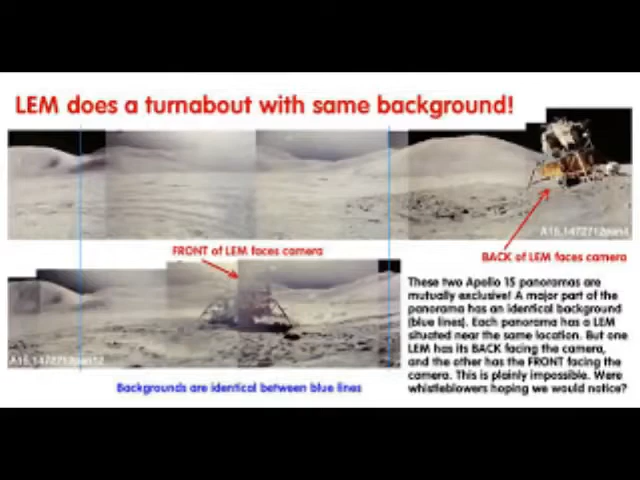 LEM does a turnabout with same background!
A15.1472712pan4
FRONT of LEM faces camera
BACK of LEM faces camera
These two Apollo 15 panoramas are
mutually exclusive! A major part of the
panorama has an identical background
(blue lines). Each panorama has a LEM
situated near the same location. But one
LEM has its BACK facing the camera,
and the other has the FRONT facing the
camera. This is plainly impossible. Were
whistleblowers hoping we would notice?
Backgrounds are identical between blue lines